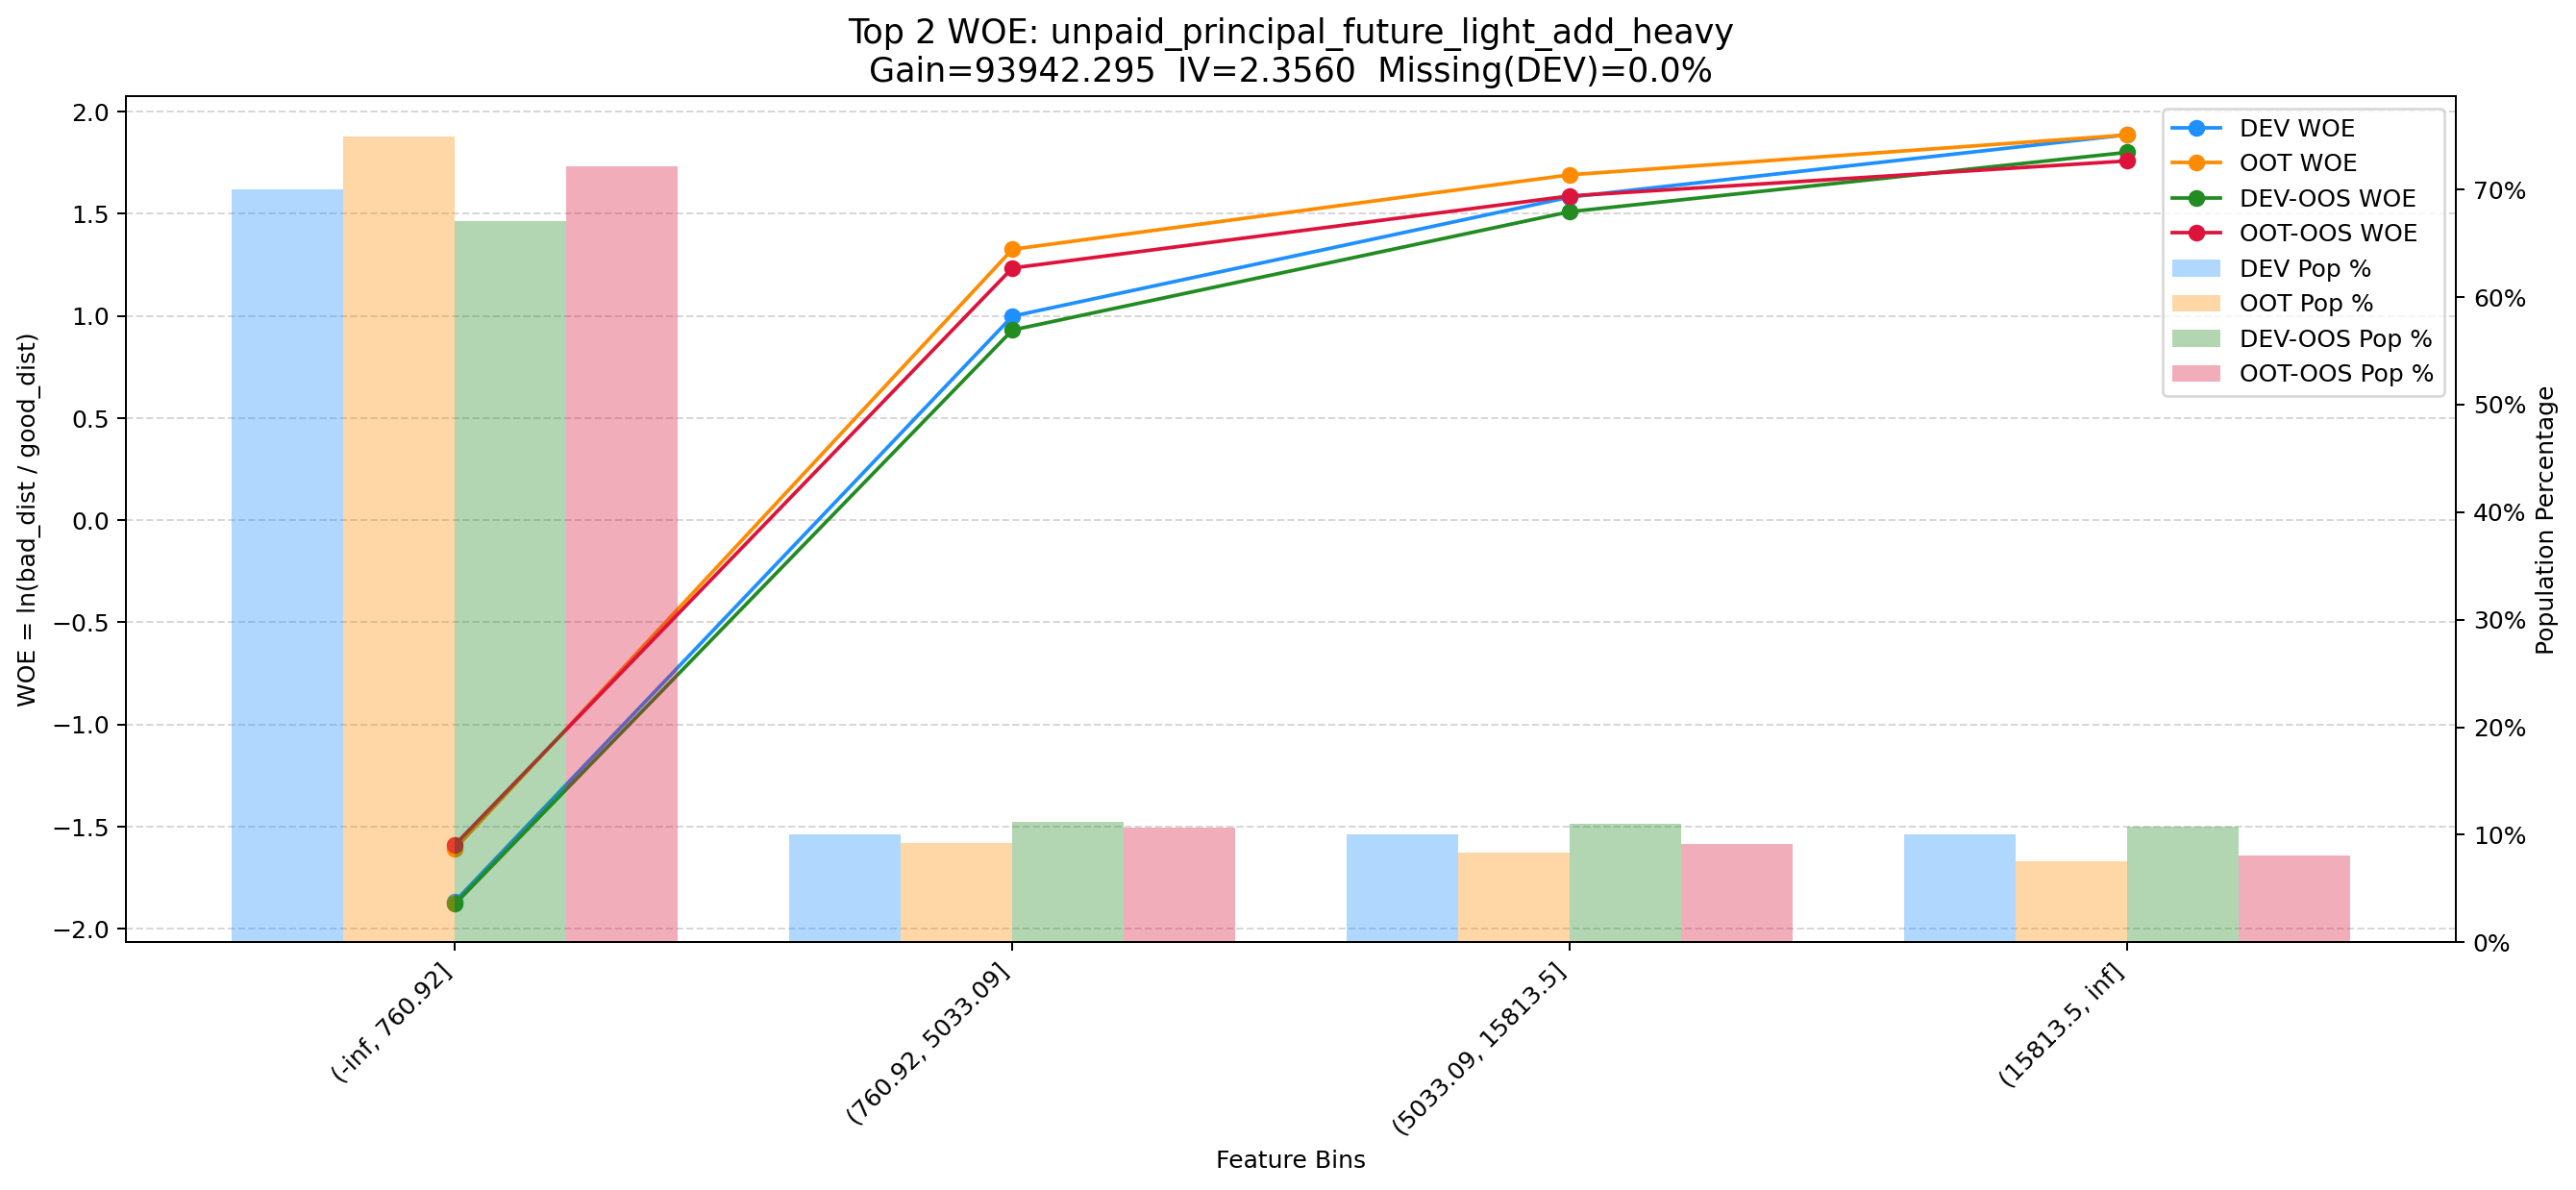 Top 2 WOE: unpaid_principal_future_light_add_heavy
Gain=93942.295  IV=2.3560  Missing(DEV)=0.0%
WOE = ln(bad_dist / good_dist)
2.0
1.5
1.0
0.5
0.0
−0.5
−1.0
−1.5
−2.0
DEV WOE
OOT WOE
DEV-OOS WOE
OOT-OOS WOE
DEV Pop %
OOT Pop %
DEV-OOS Pop %
OOT-OOS Pop %
70%
60%
50%
40%
30%
20%
10%
0%
Population Percentage
(-inf, 760.92]
(760.92, 5033.09]
(5033.09, 15813.5]
(15813.5, inf]
Feature Bins